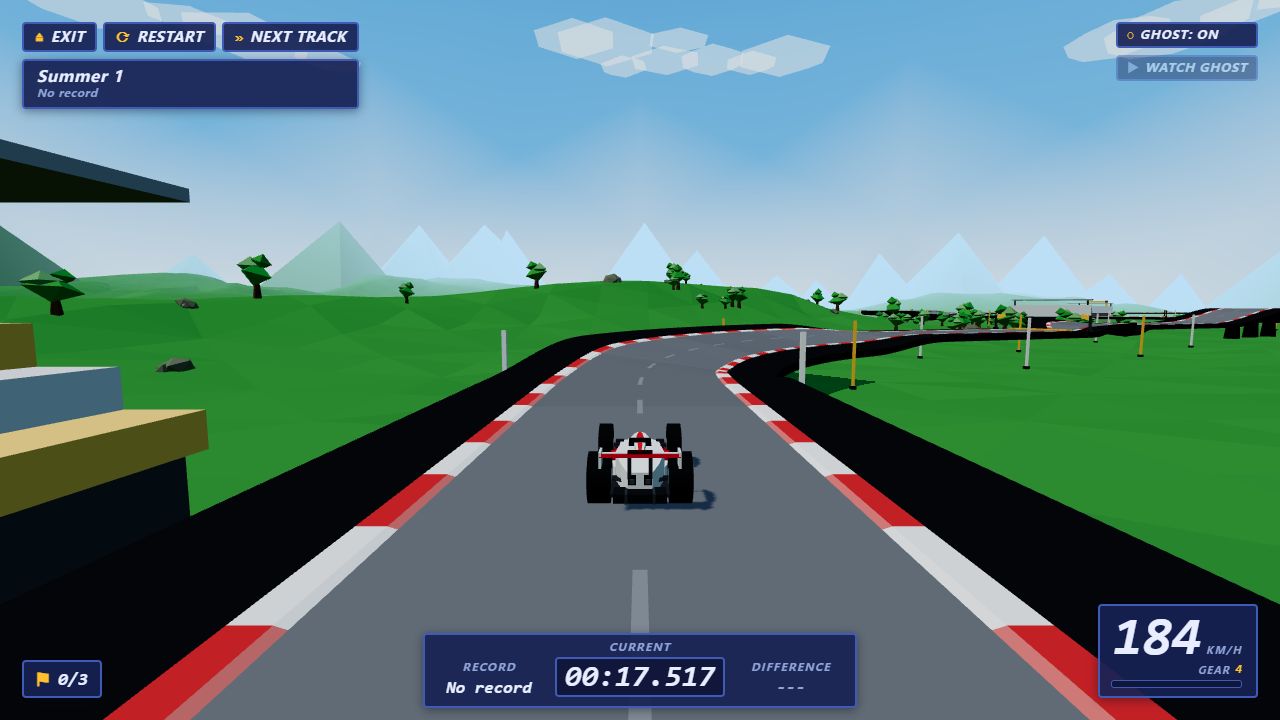 EXIT
RESTART
NEXT TRACK
Summer 1
No record
GHOST: ON
WATCH GHOST
0/3
CURRENT
RECORD
No record
00:17.517
DIFFERENCE
---
184 KM/H
GEAR 4